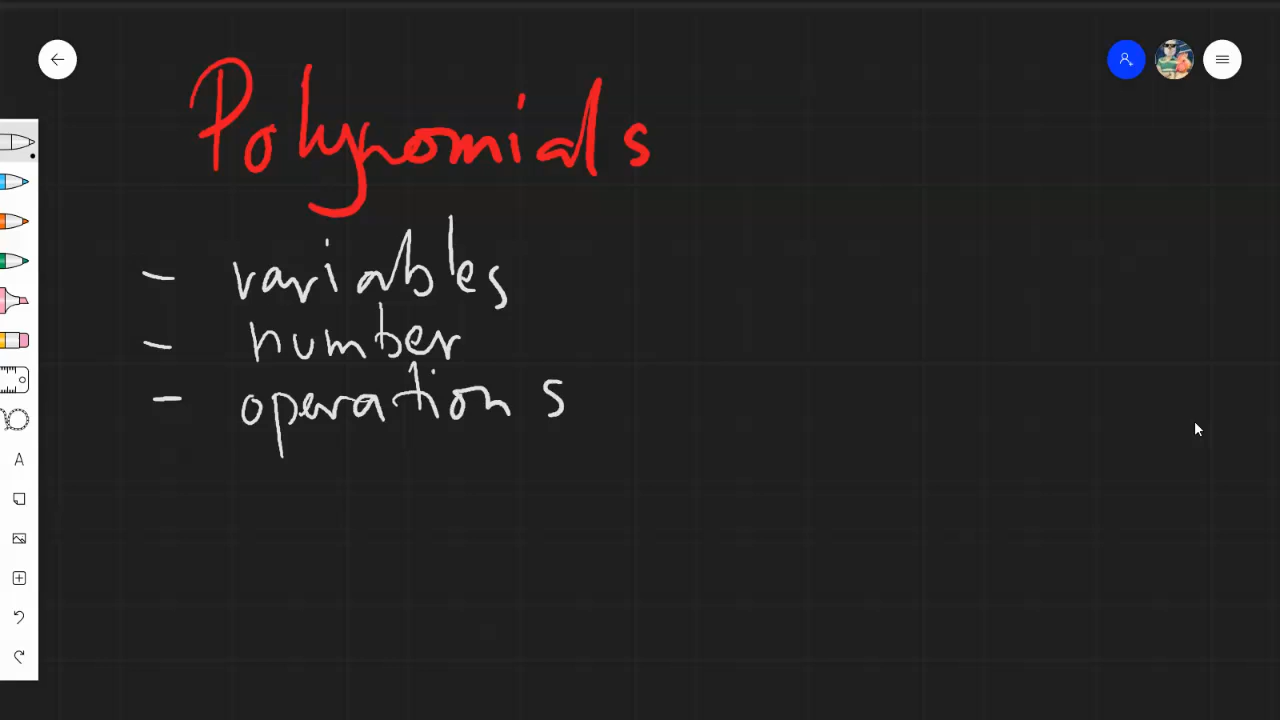 Polynomials
- variables
- number
- operations
A